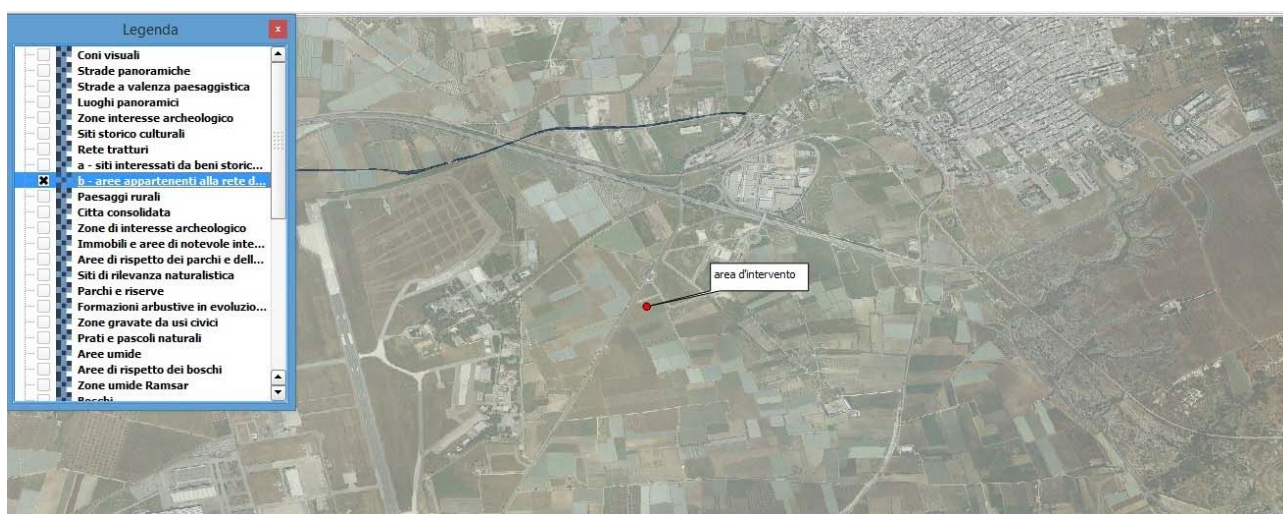 Legenda
x
Coni visuali
Strade panoramiche
Strade a valenza paesaggistica
Luoghi panoramici
Zone interesse archeologico
Siti storico culturali
Rete tratturi
a - siti interessati da beni storic...
b - aree appartenenti alla rete d...
Paesaggi rurali
Citta consolidata
Zone di interesse archeologico
Immobili e aree di notevole inte...
Aree di rispetto dei parchi e dell...
Siti di rilevanza naturalistica
Parchi e riserve
Formazioni arbustive in evoluzio...
Zone gravate da usi civici
Prati e pascoli naturali
Aree umide
Aree di rispetto dei boschi
Zone umide Ramsar
Boschi
area d'intervento